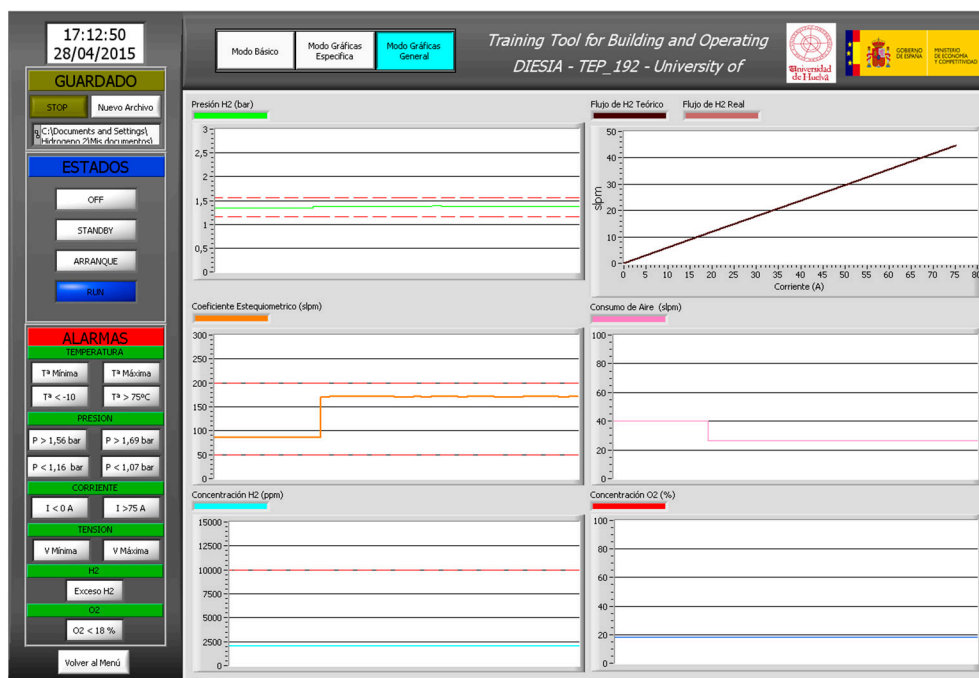 17:12:50
28/04/2015
GUARDADO
STOP
Nuevo Archivo
C:\Documents and Settings\
Hidrogeno 2\Mis documentos\
ESTADOS
OFF
STANDBY
ARRANQUE
RUN
ALARMAS
TEMPERATURA
Tª Mínima
Tª Máxima
Tª < -10
Tª > 75ºC
PRESION
P > 1,56 bar
P > 1,69 bar
P < 1,16 bar
P < 1,07 bar
CORRIENTE
I < 0 A
I >75 A
TENSION
V Mínima
V Máxima
H2
Exceso H2
O2
O2 < 18 %
Volver al Menú
Modo Básico
Modo Gráficas
Especifica
Modo Gráficas
General
Training Tool for Building and Operating
DIESIA - TEP_192 - University of
Universidad
de Huelva
GOBIERNO
DE ESPAÑA
MINISTERIO
DE ECONOMÍA
Y COMPETITIVIDAD
Presión H2 (bar)
3
2,5
2
1,5
1
0,5
0
Flujo de H2 Teórico
Flujo de H2 Real
slpm
50
40
30
20
10
0
0 5 10 15 20 25 30 35 40 45 50 55 60 65 70 75 80
Corriente (A)
Coeficiente Estequiometrico (slpm)
300
250
200
150
100
50
0
Consumo de Aire (slpm)
100
80
60
40
20
0
Concentración H2 (ppm)
15000
12500
10000
7500
5000
2500
0
Concentración O2 (%)
100
80
60
40
20
0